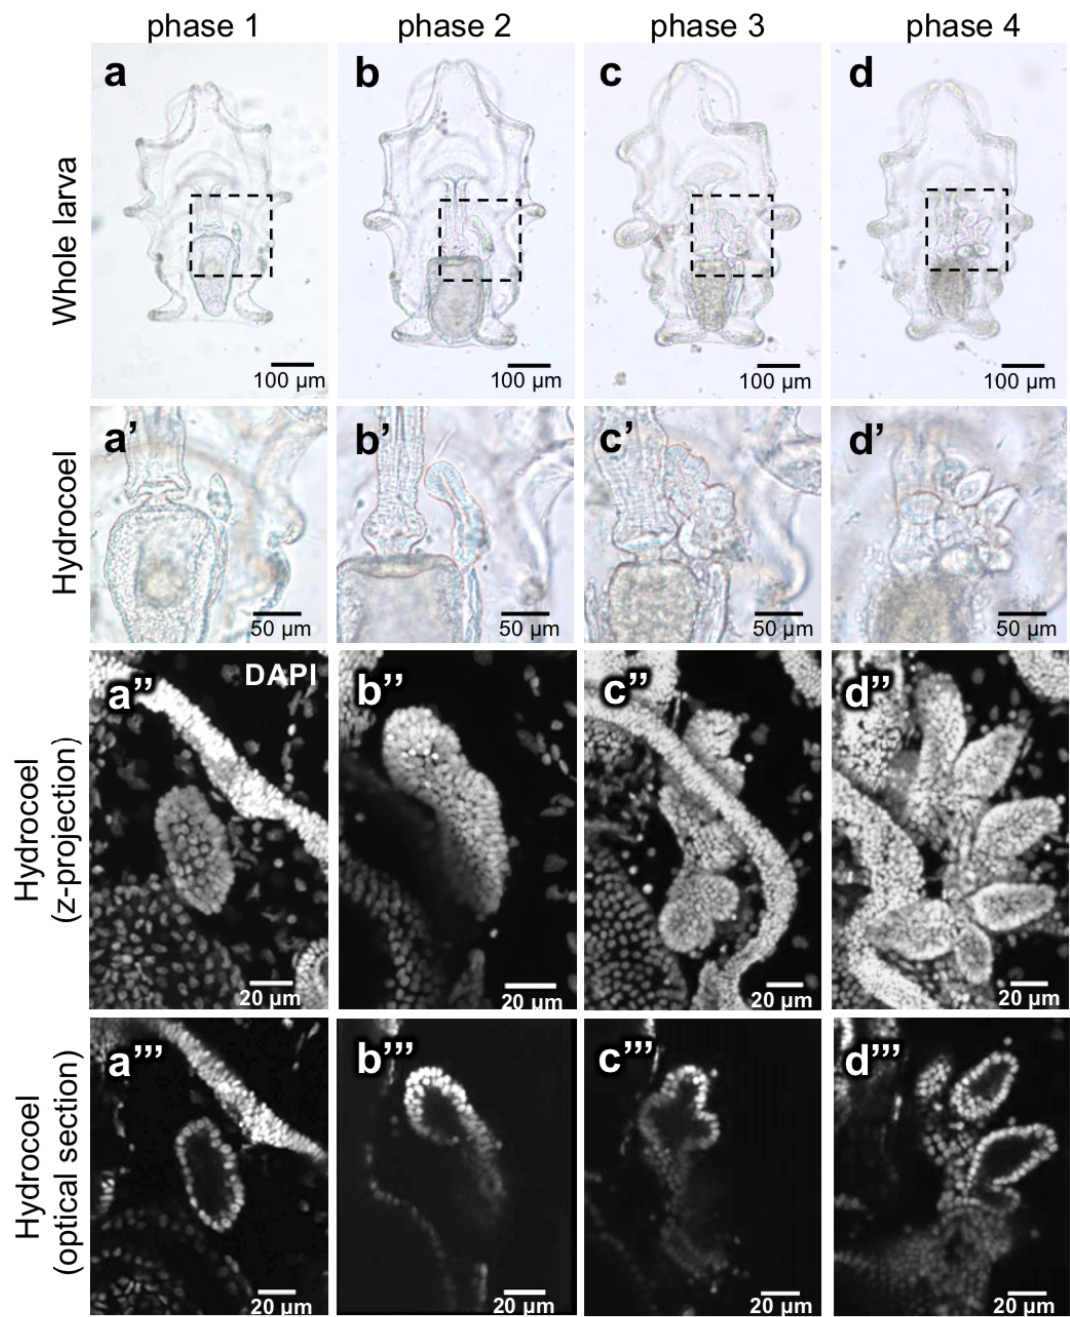 phase 1
phase 2
phase 3
phase 4
Whole larva
a
b
c
d
100 µm
100 µm
100 µm
100 µm
Hydrocoel
a’
b’
c’
d’
50 µm
50 µm
50 µm
50 µm
Hydrocoel
(z-projection)
a’’
DAPI
b’’
c’’
d’’
20 µm
20 µm
20 µm
20 µm
Hydrocoel
(optical section)
a’’’
b’’’
c’’’
d’’’
20 µm
20 µm
20 µm
20 µm